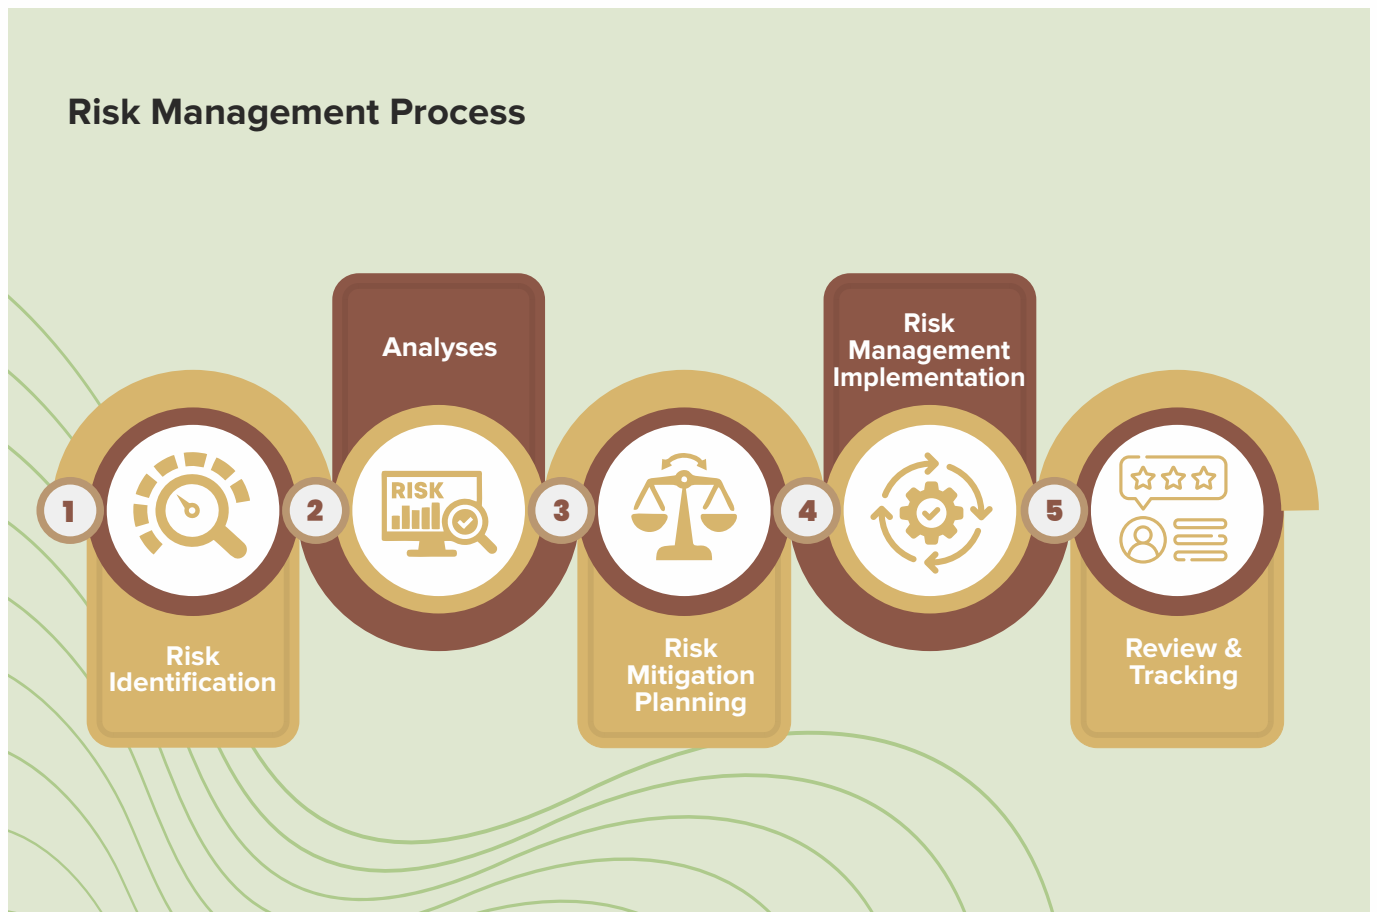 Risk Management Process
1
Risk
Identification
2
Analyses
RISK
3
Risk
Mitigation
Planning
4
Risk
Management
Implementation
5
Review &
Tracking